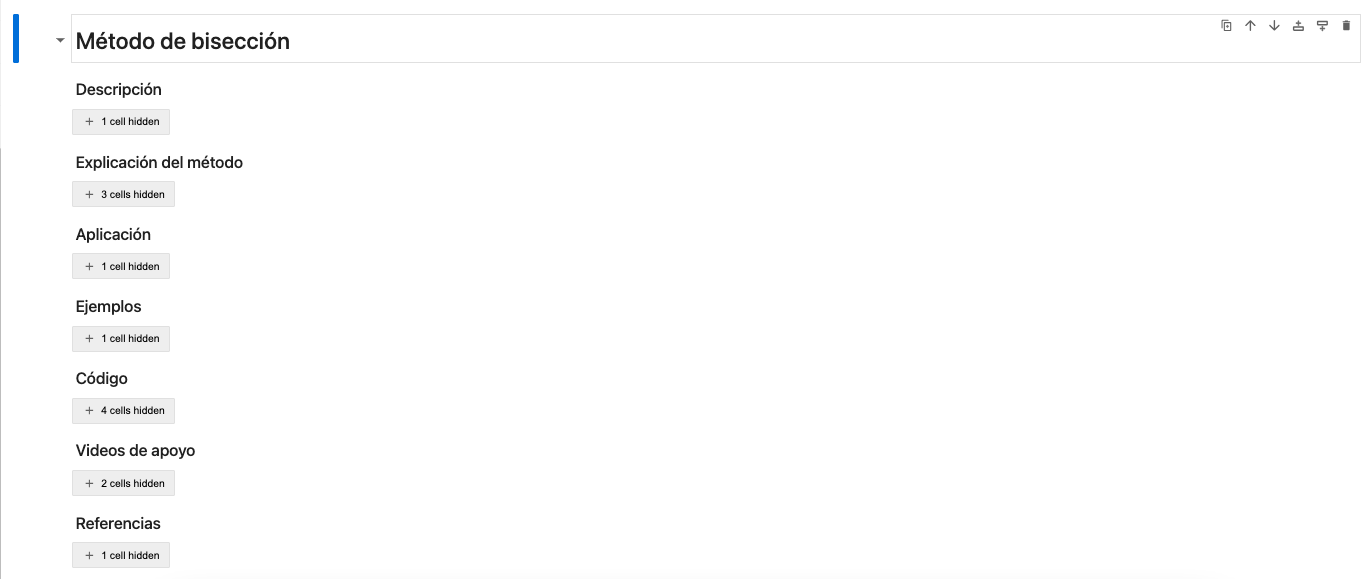 Método de bisección
Descripción
+ 1 cell hidden
Explicación del método
+ 3 cells hidden
Aplicación
+ 1 cell hidden
Ejemplos
+ 1 cell hidden
Código
+ 4 cells hidden
Videos de apoyo
+ 2 cells hidden
Referencias
+ 1 cell hidden